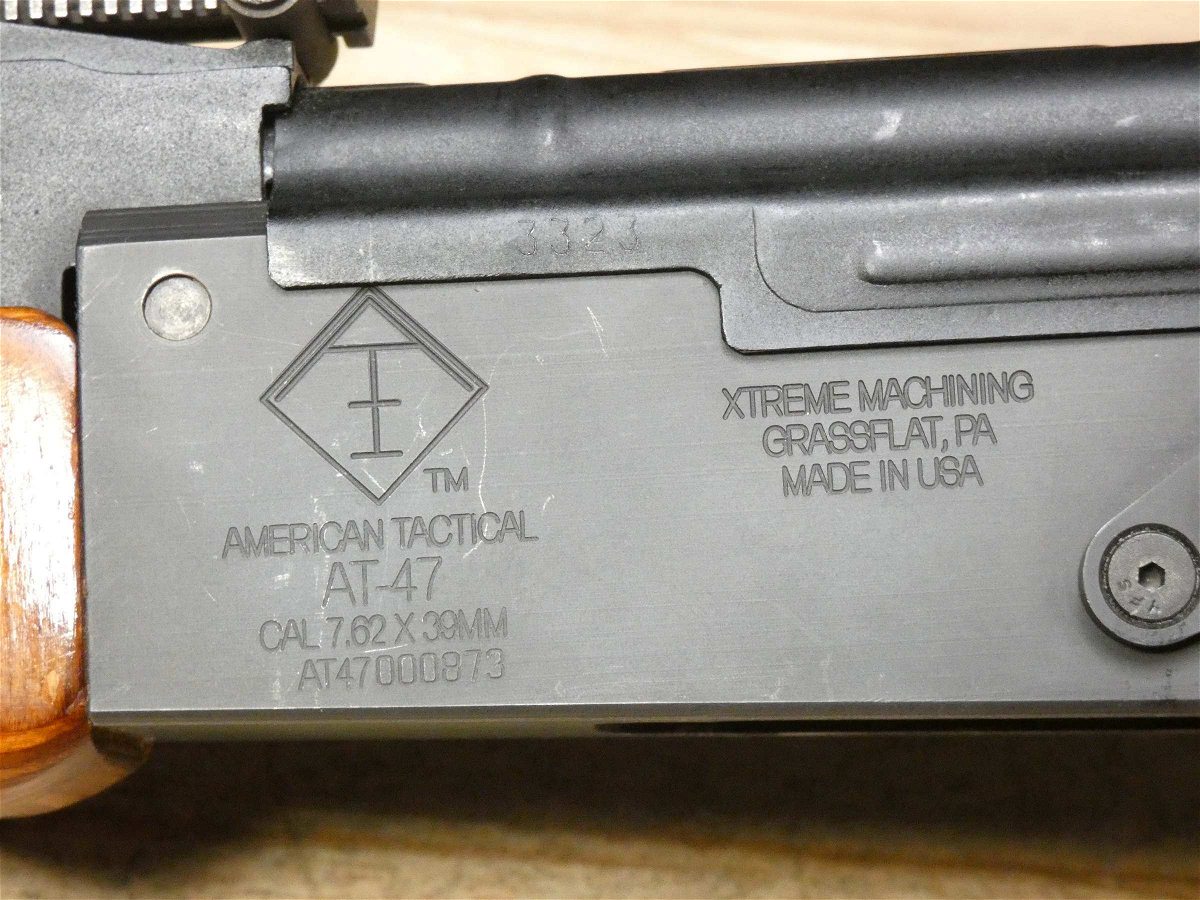 3323
TM
AMERICAN TACTICAL
AT-47
CAL 7.62 X 39MM
AT47000873
XTREME MACHINING
GRASSFLAT, PA
MADE IN USA